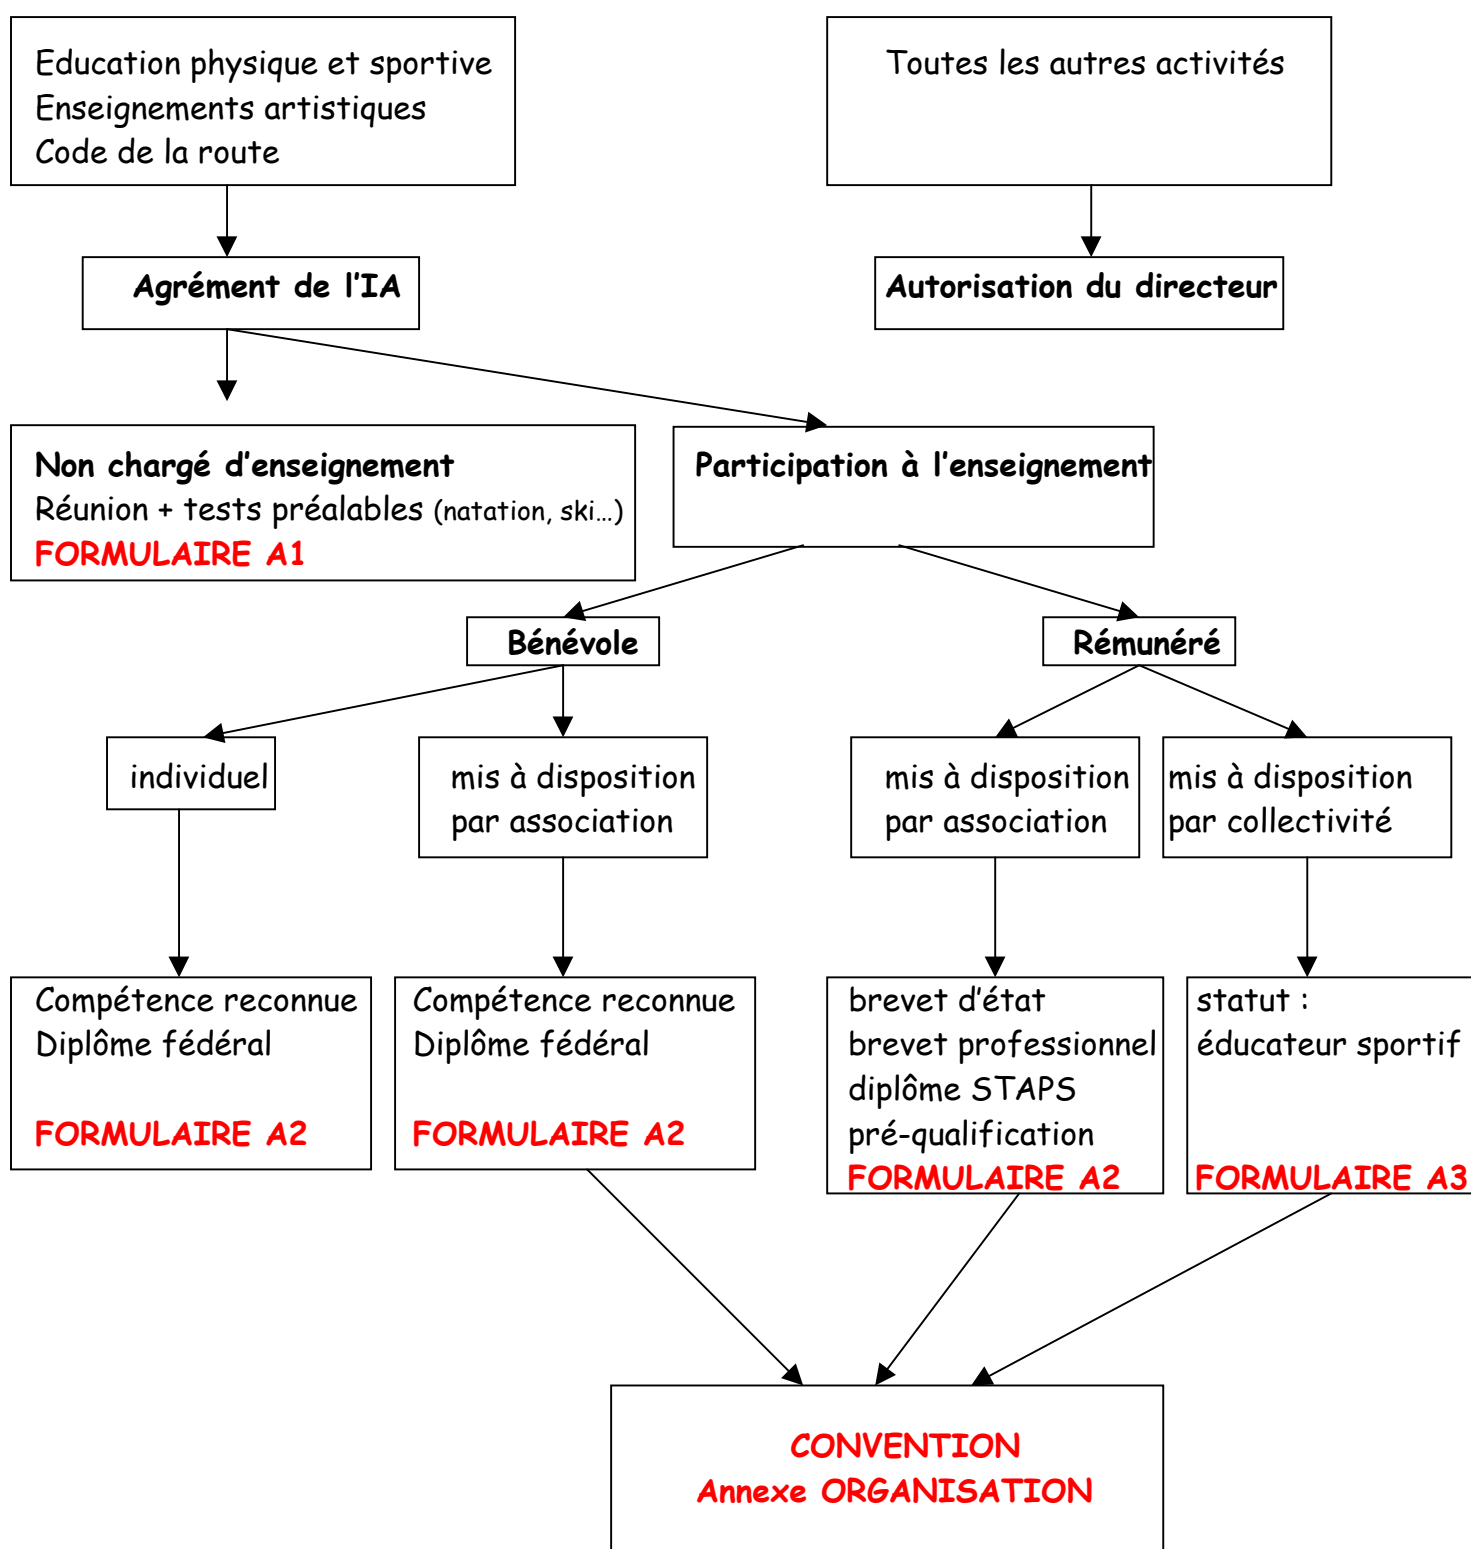 Education physique et sportive
Enseignements artistiques
Code de la route
Toutes les autres activités
Agrément de l'IA
Autorisation du directeur
Non chargé d'enseignement
Réunion + tests préalables (natation, ski…)
FORMULAIRE A1
Participation à l'enseignement
Bénévole
Rémunéré
individuel
mis à disposition
par association
mis à disposition
par association
mis à disposition
par collectivité
Compétence reconnue
Diplôme fédéral
FORMULAIRE A2
Compétence reconnue
Diplôme fédéral
FORMULAIRE A2
brevet d'état
brevet professionnel
diplôme STAPS
pré-qualification
FORMULAIRE A2
statut :
éducateur sportif
FORMULAIRE A3
CONVENTION
Annexe ORGANISATION